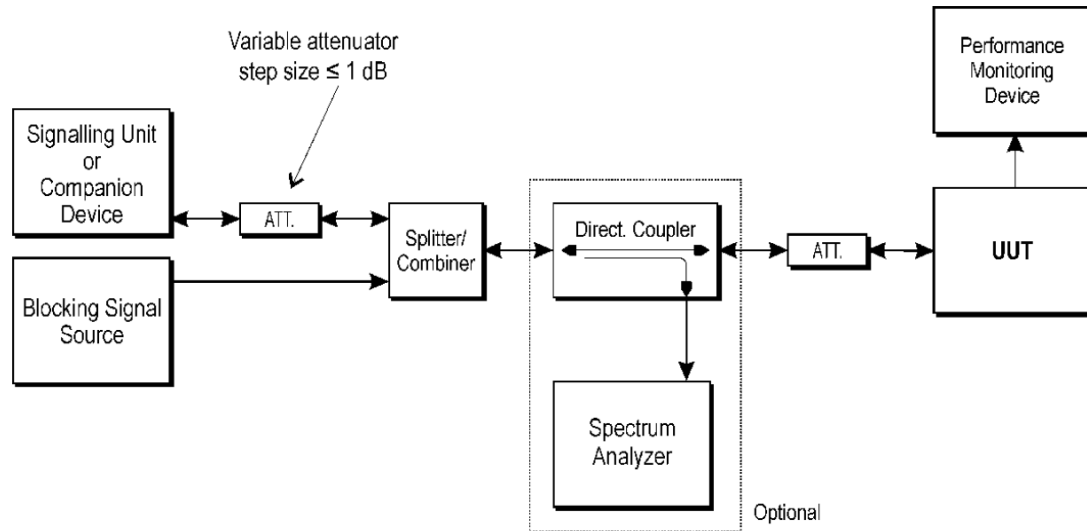 Variable attenuator
step size ≤ 1 dB
Performance
Monitoring
Device
Signalling Unit
or
Companion
Device
ATT.
Splitter/
Combiner
Direct. Coupler
ATT.
UUT
Blocking Signal
Source
Spectrum
Analyzer
Optional